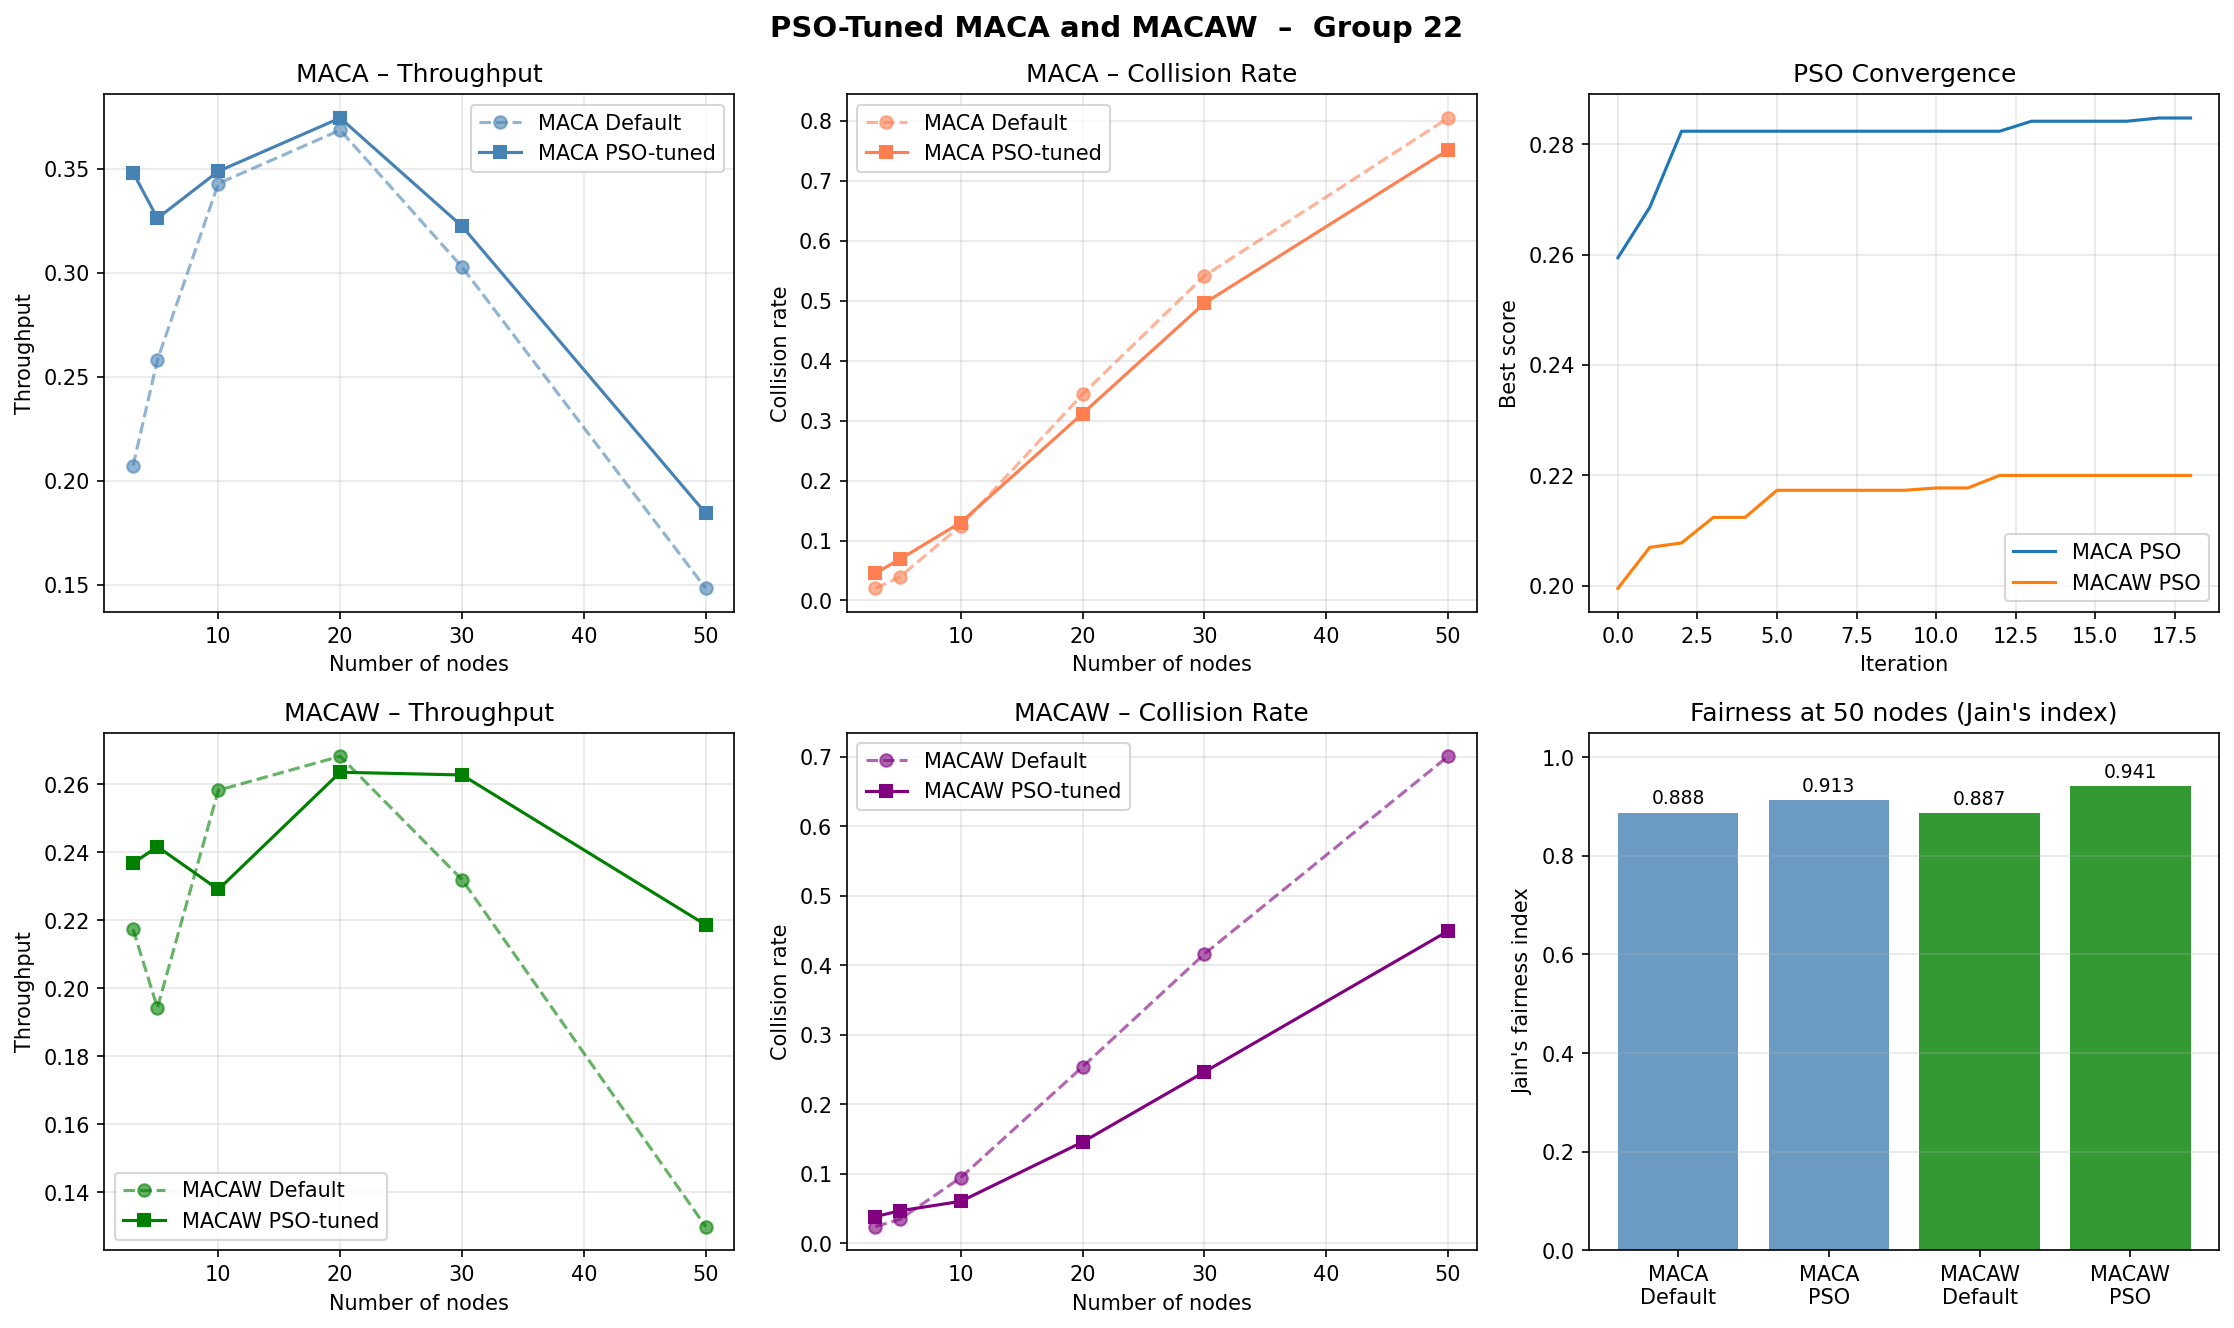 PSO-Tuned MACA and MACAW – Group 22
MACA – Throughput
Throughput
0.35
0.30
0.25
0.20
0.15
MACA Default
MACA PSO-tuned
10 20 30 40 50
Number of nodes
MACA – Collision Rate
Collision rate
0.8
0.7
0.6
0.5
0.4
0.3
0.2
0.1
0.0
MACA Default
MACA PSO-tuned
10 20 30 40 50
Number of nodes
PSO Convergence
Best score
0.28
0.26
0.24
0.22
0.20
MACA PSO
MACAW PSO
0.0 2.5 5.0 7.5 10.0 12.5 15.0 17.5
Iteration
MACAW – Throughput
Throughput
0.26
0.24
0.22
0.20
0.18
0.16
0.14
MACAW Default
MACAW PSO-tuned
10 20 30 40 50
Number of nodes
MACAW – Collision Rate
Collision rate
0.7
0.6
0.5
0.4
0.3
0.2
0.1
0.0
MACAW Default
MACAW PSO-tuned
10 20 30 40 50
Number of nodes
Fairness at 50 nodes (Jain's index)
Jain's fairness index
1.0
0.8
0.6
0.4
0.2
0.0
0.888 0.913 0.887 0.941
MACA MACA MACAW MACAW
Default PSO Default PSO